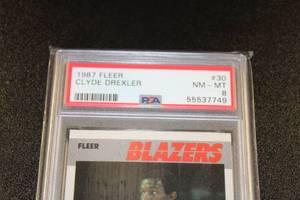 1987 FLEER #30
CLYDE DREXLER NM - MT
8
PSA 55537749
FLEER BLAZERS